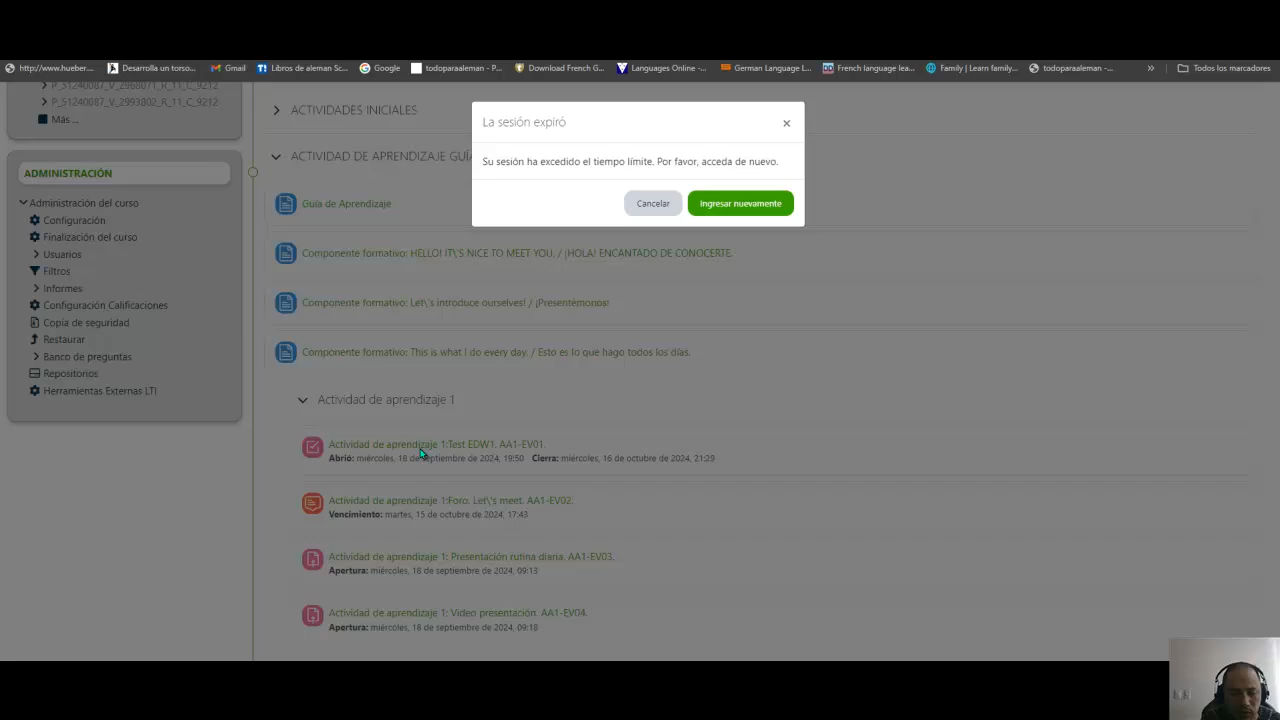 http://www.hueber....
Desarrolla un torso...
Gmail
Libros de aleman Sc...
Google
todoparaaleman - P...
Download French G...
Languages Online -...
German Language L...
French language lea...
Family | Learn family...
todoparaaleman -...
Todos los marcadores
P_51240087_V_2993802_R_11_C_9212
Más ...
ADMINISTRACIÓN
Administración del curso
Configuración
Finalización del curso
Usuarios
Filtros
Informes
Configuración Calificaciones
Copia de seguridad
Restaurar
Banco de preguntas
Repositorios
Herramientas Externas LTI
ACTIVIDADES INICIALES
ACTIVIDAD DE APRENDIZAJE GUÍA
La sesión expiró
×
Su sesión ha excedido el tiempo límite. Por favor, acceda de nuevo.
Cancelar
Ingresar nuevamente
Guía de Aprendizaje
Componente formativo: HELLO! IT\'S NICE TO MEET YOU. / ¡HOLA! ENCANTADO DE CONOCERTE.
Componente formativo: Let\'s introduce ourselves! / ¡Presentémonos!
Componente formativo: This is what I do every day. / Esto es lo que hago todos los días.
Actividad de aprendizaje 1
Actividad de aprendizaje 1:Test EDW1. AA1-EV01.
Abrió: miércoles, 18 de septiembre de 2024, 19:50 Cierra: miércoles, 16 de octubre de 2024, 21:29
Actividad de aprendizaje 1:Foro. Let\'s meet. AA1-EV02.
Vencimiento: martes, 15 de octubre de 2024, 17:43
Actividad de aprendizaje 1: Presentación rutina diaria. AA1-EV03.
Apertura: miércoles, 18 de septiembre de 2024, 09:13
Actividad de aprendizaje 1: Video presentación. AA1-EV04.
Apertura: miércoles, 18 de septiembre de 2024, 09:18